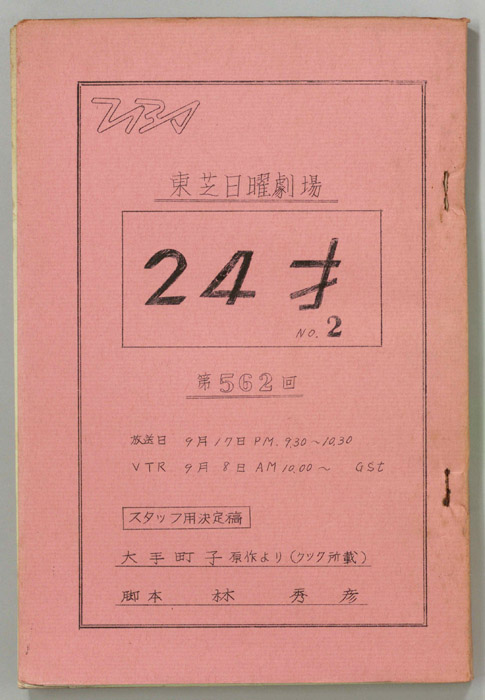 東芝日曜劇場
24才
NO. 2
第562回
放送日 9月17日 PM. 9.30~10.30
VTR 9月8日 AM 10.00~ GSt
スタッフ用決定稿
大手町子原作より(クック所載)
脚本 林秀彦